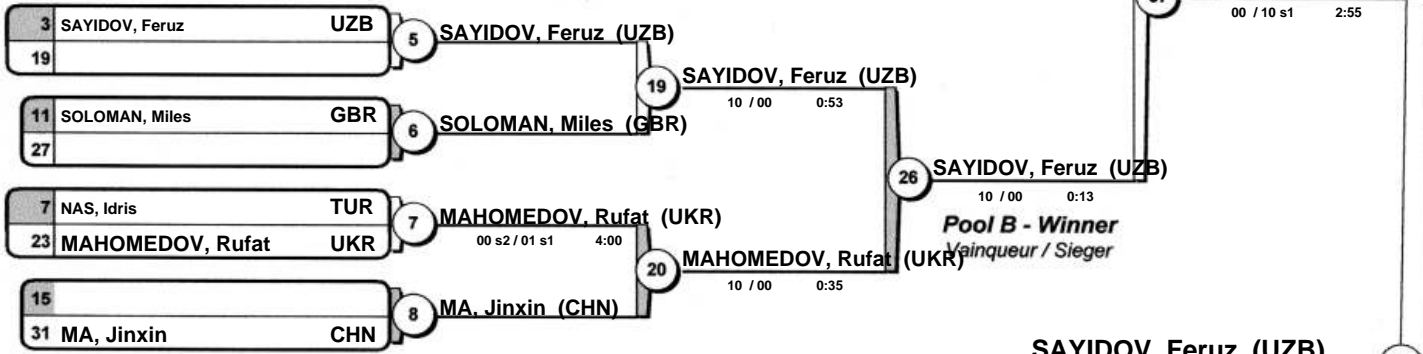 3 SAYIDOV, Feruz UZB
19
5 SAYIDOV, Feruz (UZB)
11 SOLOMAN, Miles GBR
27
6 SOLOMAN, Miles (GBR)
19 SAYIDOV, Feruz (UZB)
10 / 00 0:53
7 NAS, Idris TUR
23 MAHOMEDOV, Rufat UKR
7 MAHOMEDOV, Rufat (UKR)
00 s2 / 01 s1 4:00
15
31 MA, Jinxin CHN
8 MA, Jinxin (CHN)
20 MAHOMEDOV, Rufat (UKR)
10 / 00 0:35
26 SAYIDOV, Feruz (UZB)
10 / 00 0:13
Pool B - Winner
Vainqueur / Sieger
00 / 10 s1 2:55
SAYIDOV, Feruz (UZB)